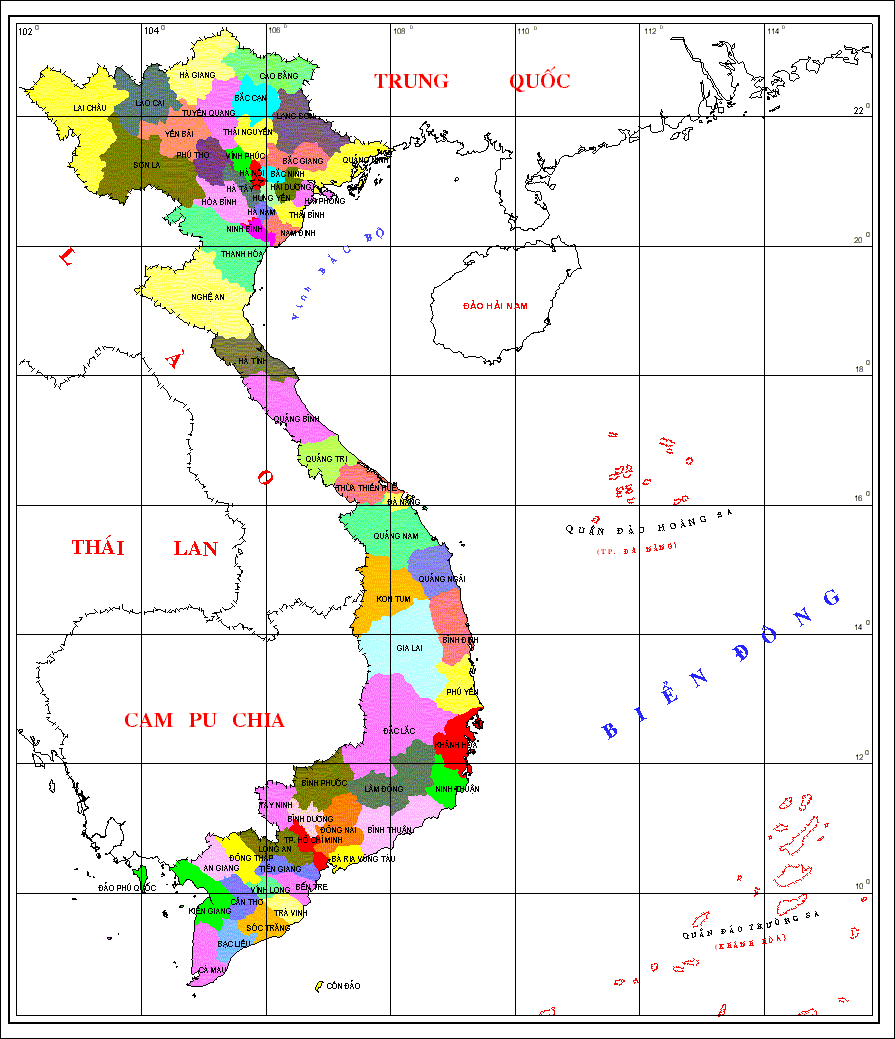 102 0
104 0
106 0
108 0
110 0
112 0
114 0
HÀ GIANG
CAO BẰNG
TRUNG QUỐC
LAI CHÂU
LAO CAI
BẮC CẠN
TUYÊN QUANG
22 0
YÊN BÁI
THÁI NGUYÊN
PHÚ THỌ
VĨNH PHÚC
BẮC GIANG
SƠN LA
HÀ NỘI
BẮC NINH
HÀ TÂY
HẢI DƯƠNG
HÒA BÌNH
HƯNG YÊN
HẢI PHÒNG
HÀ NAM
THÁI BÌNH
NINH BÌNH
NAM ĐỊNH
20 0
THANH HÓA
Vịnh BẮC BỘ
L
À
O
NGHỆ AN
ĐẢO HẢI NAM
HÀ TĨNH
18 0
QUẢNG BÌNH
QUẢNG TRỊ
THỪA THIÊN HUẾ
ĐÀ NẴNG
16 0
QUẦN ĐẢO HOÀNG SA
(TP. ĐÀ NẴNG)
QUẢNG NAM
THÁI LAN
QUẢNG NGÃI
KON TUM
BIỂN ĐÔNG
14 0
BÌNH ĐỊNH
GIA LAI
PHÚ YÊN
CAM PU CHIA
ĐẮC LẮC
KHÁNH HÒA
12 0
BÌNH PHƯỚC
LÂM ĐỒNG
NINH THUẬN
TÂY NINH
BÌNH DƯƠNG
ĐỒNG NAI
BÌNH THUẬN
TP. HỒ CHÍ MINH
LONG AN
ĐỒNG THÁP
BÀ RỊA VŨNG TÀU
AN GIANG
TIỀN GIANG
ĐẢO PHÚ QUỐC
VĨNH LONG
BẾN TRE
10 0
CẦN THƠ
KIÊN GIANG
TRÀ VINH
QUẦN ĐẢO TRƯỜNG SA
(KHÁNH HÒA)
SÓC TRĂNG
BẠC LIÊU
CÀ MAU
CÔN ĐẢO